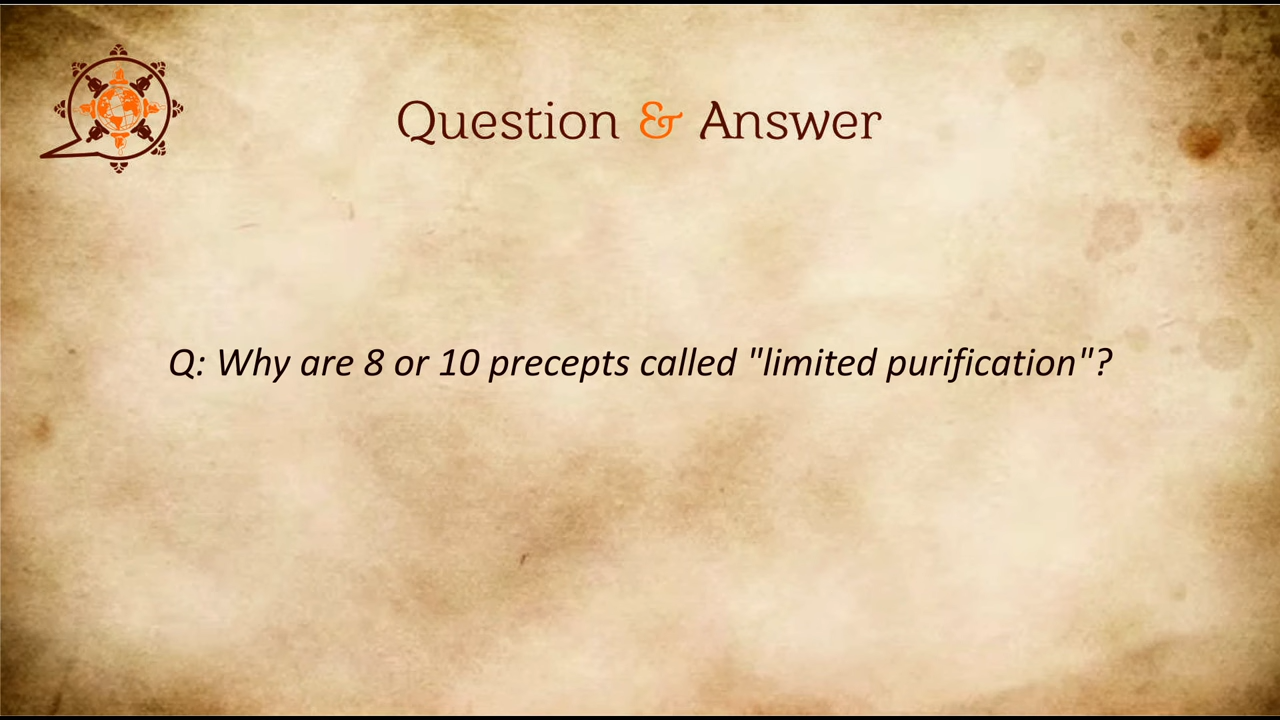 Question & Answer
Q: Why are 8 or 10 precepts called "limited purification"?